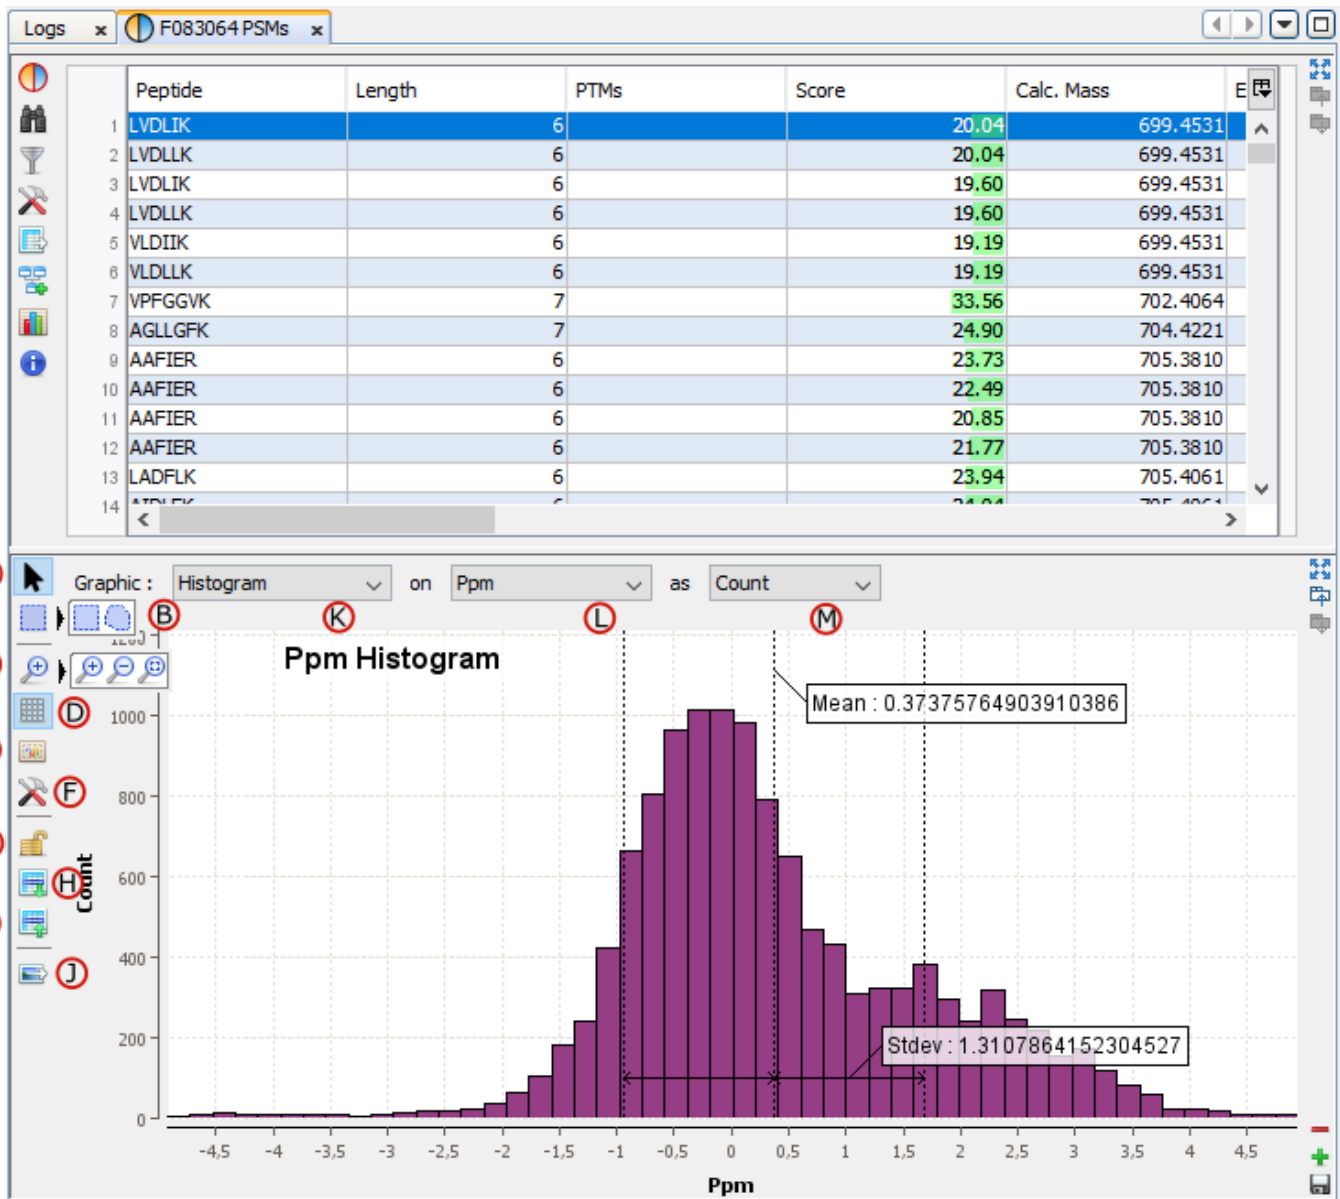 Logs x F083064 PSMs x
Peptide Length PTMs Score Calc. Mass E
1 LVDLIK 6 20.04 699.4531
2 LVDLLK 6 20.04 699.4531
3 LVDLIK 6 19.60 699.4531
4 LVDLLK 6 19.60 699.4531
5 VLDIIK 6 19.19 699.4531
6 VLDLLK 6 19.19 699.4531
7 VPFGGVK 7 33.56 702.4064
8 AGLLGFK 7 24.90 704.4221
9 AAFIER 6 23.73 705.3810
10 AAFIER 6 22.49 705.3810
11 AAFIER 6 20.85 705.3810
12 AAFIER 6 21.77 705.3810
13 LADFLK 6 23.94 705.4061
14
Graphic : Histogram on Ppm as Count
B K L M
Ppm Histogram
Mean : 0.37375764903910386
D 1000
F 800
H 600
Count
J 400
200
Stdev : 1.3107864152304527
0
-4,5 -4 -3,5 -3 -2,5 -2 -1,5 -1 -0,5 0 0,5 1 1,5 2 2,5 3 3,5 4 4,5
Ppm